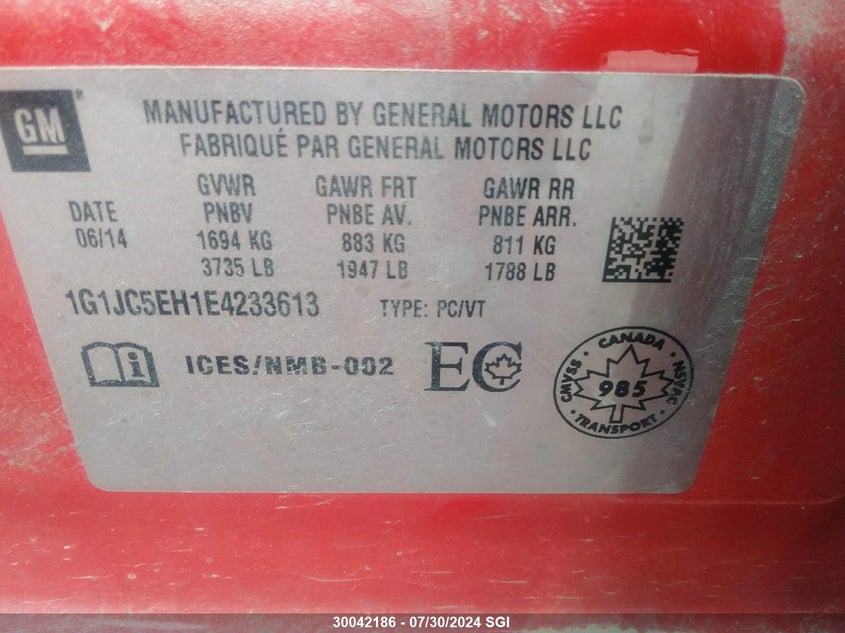 GM
MANUFACTURED BY GENERAL MOTORS LLC
FABRIQUÉ PAR GENERAL MOTORS LLC
DATE
06/14
GVWR
PNBV
1694 KG
3735 LB
GAWR FRT
PNBE AV.
883 KG
1947 LB
GAWR RR
PNBE ARR.
811 KG
1788 LB
1G1JC5EH1E4233613 TYPE: PC/VT
i ICES/NMB-002 EC
CMVSS · CANADA · NSVAC
985
· TRANSPORT ·
30042186 - 07/30/2024 SGI